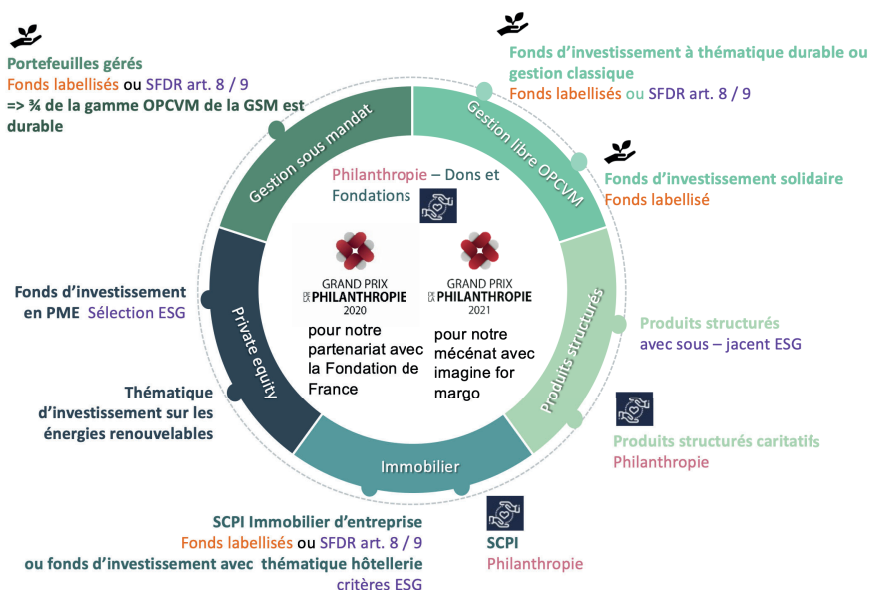 Portefeuilles gérés
Fonds labellisés ou SFDR art. 8 / 9
=> ¾ de la gamme OPCVM de la GSM est
durable
Fonds d'investissement à thématique durable ou
gestion classique
Fonds labellisés ou SFDR art. 8 / 9
Gestion sous mandat
Gestion libre OPCVM
Philanthropie – Dons et
Fondations
Fonds d'investissement solidaire
Fonds labellisé
GRAND PRIX
DE LA PHILANTHROPIE
2020
pour notre
partenariat avec
la Fondation de
France
GRAND PRIX
DE LA PHILANTHROPIE
2021
pour notre
mécénat avec
imagine for
margo
Fonds d'investissement
en PME Sélection ESG
Private equity
Produits structurés
Produits structurés
avec sous – jacent ESG
Thématique
d'investissement sur les
énergies renouvelables
Produits structurés caritatifs
Philanthropie
Immobilier
SCPI Immobilier d'entreprise
Fonds labellisés ou SFDR art. 8 / 9
ou fonds d'investissement avec thématique hôtellerie
critères ESG
SCPI
Philanthropie